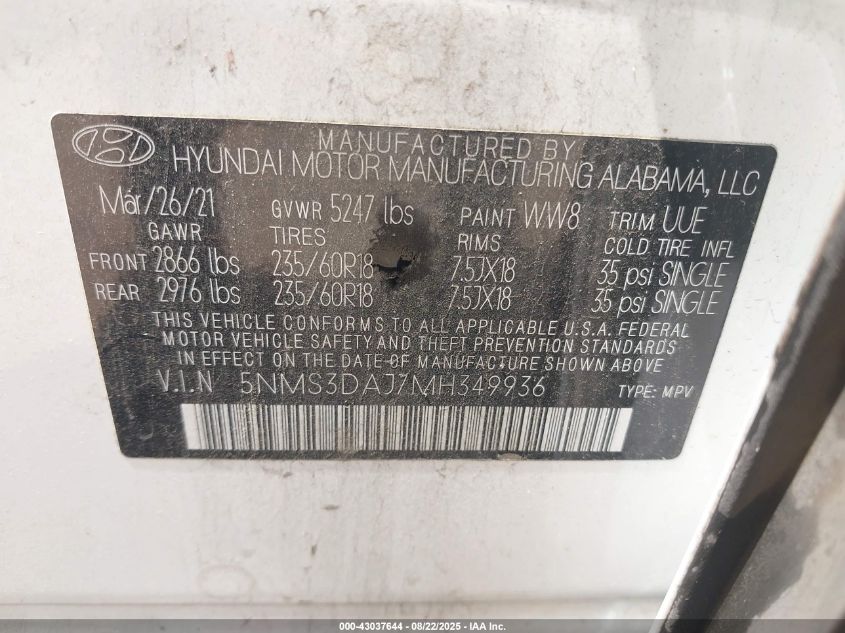 MANUFACTURED BY
HYUNDAI MOTOR MANUFACTURING ALABAMA, LLC
Mar/26/21 GVWR 5247 lbs PAINT WW8 TRIM UUE
GAWR TIRES RIMS COLD TIRE INFL
FRONT 2866 lbs 235/60R18 7.5JX18 35 psi SINGLE
REAR 2976 lbs 235/60R18 7.5JX18 35 psi SINGLE
THIS VEHICLE CONFORMS TO ALL APPLICABLE U.S.A. FEDERAL
MOTOR VEHICLE SAFETY AND THEFT PREVENTION STANDARDS
IN EFFECT ON THE DATE OF MANUFACTURE SHOWN ABOVE
V.I.N 5NMS3DAJ7MH349936 TYPE: MPV
000-43037644 - 08/22/2025 - IAA Inc.